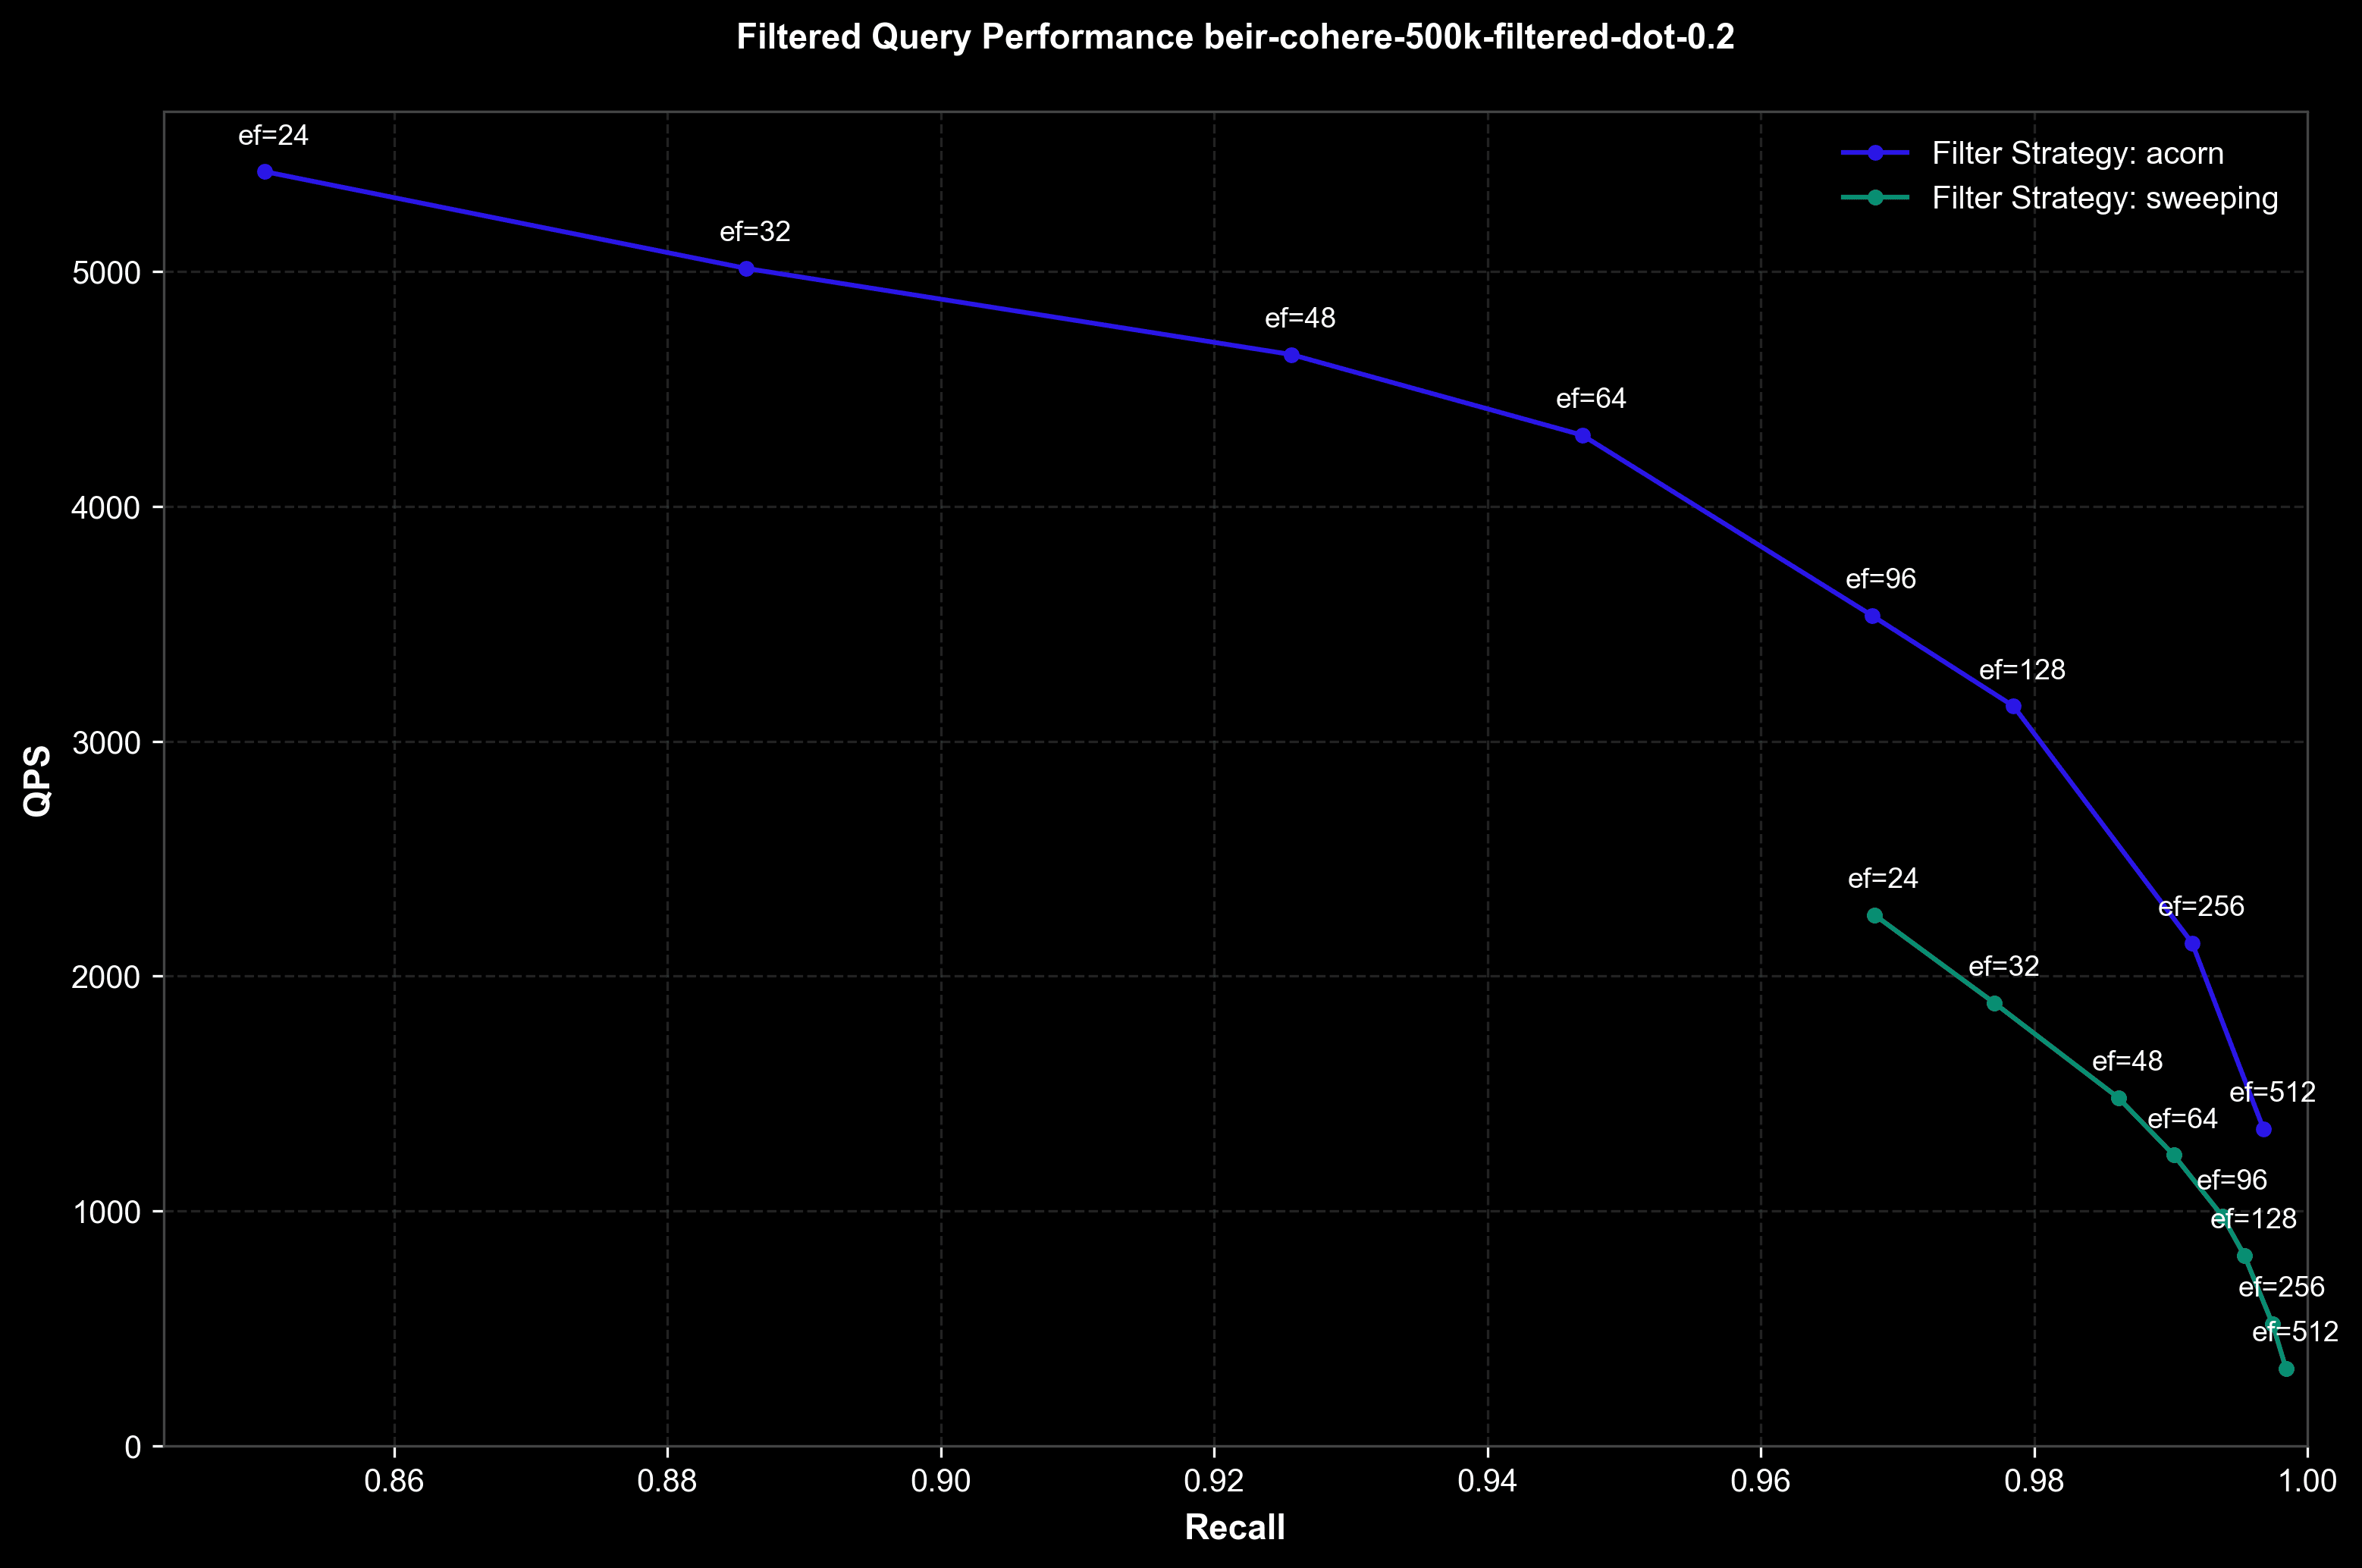 Filtered Query Performance beir-cohere-500k-filtered-dot-0.2
Filter Strategy: acorn
Filter Strategy: sweeping
ef=24
ef=32
ef=48
ef=64
ef=96
ef=128
ef=256
ef=512
ef=24
ef=32
ef=48
ef=64
ef=96
ef=128
ef=256
ef=512
QPS
5000
4000
3000
2000
1000
0
0.86 0.88 0.90 0.92 0.94 0.96 0.98 1.00
Recall